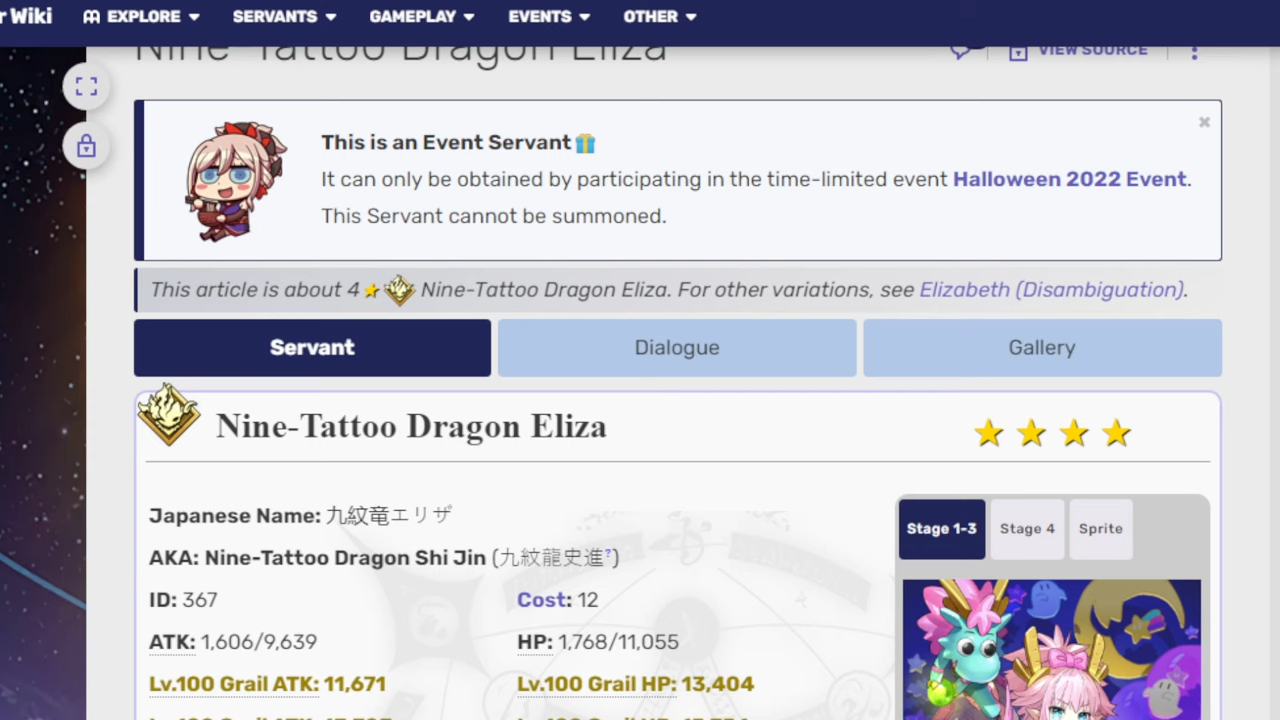 r Wiki EXPLORE SERVANTS GAMEPLAY EVENTS OTHER
Nine-Tattoo Dragon Eliza VIEW SOURCE
This is an Event Servant
It can only be obtained by participating in the time-limited event Halloween 2022 Event.
This Servant cannot be summoned.
This article is about 4 Nine-Tattoo Dragon Eliza. For other variations, see Elizabeth (Disambiguation).
Servant Dialogue Gallery
Nine-Tattoo Dragon Eliza
Japanese Name: 九紋竜エリザ
AKA: Nine-Tattoo Dragon Shi Jin (九紋龍史進?)
ID: 367 Cost: 12
ATK: 1,606/9,639 HP: 1,768/11,055
Lv.100 Grail ATK: 11,671 Lv.100 Grail HP: 13,404
Stage 1-3 Stage 4 Sprite